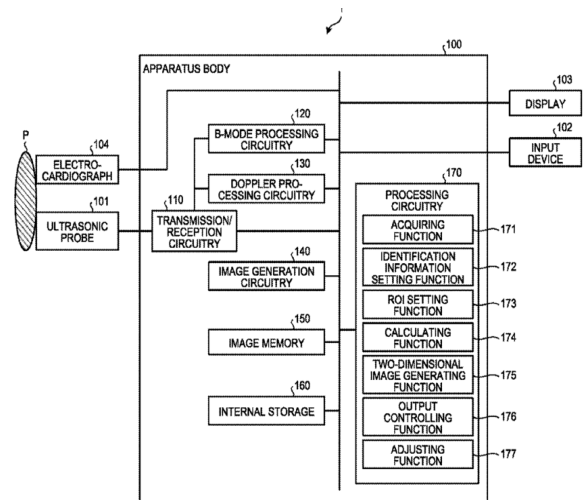 1
100
APPARATUS BODY
103
DISPLAY
120
B-MODE PROCESSING
CIRCUITRY
102
INPUT
DEVICE
P
104
ELECTRO-
CARDIOGRAPH
130
DOPPLER PRO-
CESSING CIRCUITRY
170
PROCESSING
CIRCUITRY
101
ULTRASONIC
PROBE
110
TRANSMISSION/
RECEPTION
CIRCUITRY
ACQUIRING
FUNCTION
171
140
IMAGE GENERATION
CIRCUITRY
IDENTIFICATION
INFORMATION
SETTING FUNCTION
172
ROI SETTING
FUNCTION
173
150
IMAGE MEMORY
CALCULATING
FUNCTION
174
TWO-DIMENSIONAL
IMAGE GENERATING
FUNCTION
175
160
INTERNAL STORAGE
OUTPUT
CONTROLLING
FUNCTION
176
ADJUSTING
FUNCTION
177